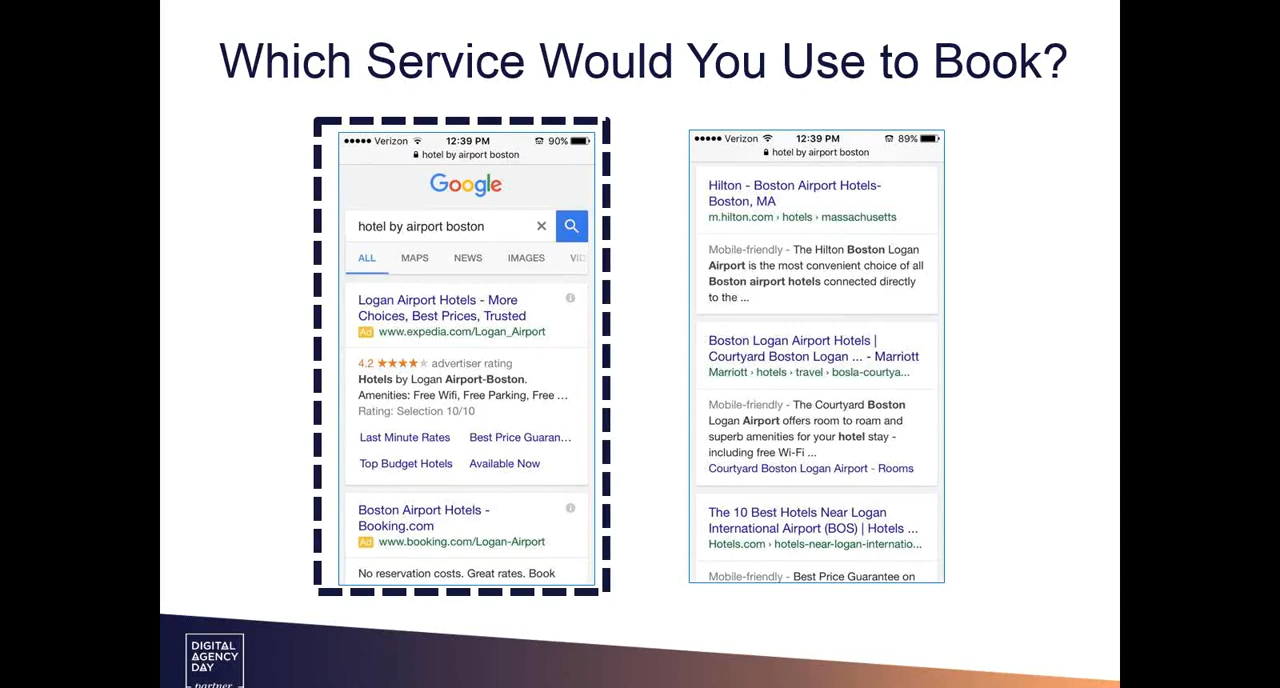 Which Service Would You Use to Book?
Verizon 12:39 PM 90%
hotel by airport boston
Google
hotel by airport boston
ALL MAPS NEWS IMAGES VID
Logan Airport Hotels - More
Choices, Best Prices, Trusted
Ad www.expedia.com/Logan_Airport
4.2 ★★★★★ advertiser rating
Hotels by Logan Airport-Boston.
Amenities: Free Wifi, Free Parking, Free ...
Rating: Selection 10/10
Last Minute Rates Best Price Guaran...
Top Budget Hotels Available Now
Boston Airport Hotels -
Booking.com
Ad www.booking.com/Logan-Airport
No reservation costs. Great rates. Book
Verizon 12:39 PM 89%
hotel by airport boston
Hilton - Boston Airport Hotels-
Boston, MA
m.hilton.com › hotels › massachusetts
Mobile-friendly - The Hilton Boston Logan
Airport is the most convenient choice of all
Boston airport hotels connected directly
to the ...
Boston Logan Airport Hotels |
Courtyard Boston Logan ... - Marriott
Marriott › hotels › travel › bosla-courtya...
Mobile-friendly - The Courtyard Boston
Logan Airport offers room to roam and
superb amenities for your hotel stay -
including free Wi-Fi ...
Courtyard Boston Logan Airport - Rooms
The 10 Best Hotels Near Logan
International Airport (BOS) | Hotels ...
Hotels.com › hotels-near-logan-internatio...
Mobile-friendly - Best Price Guarantee on
DIGITAL
AGENCY
DAY
partner